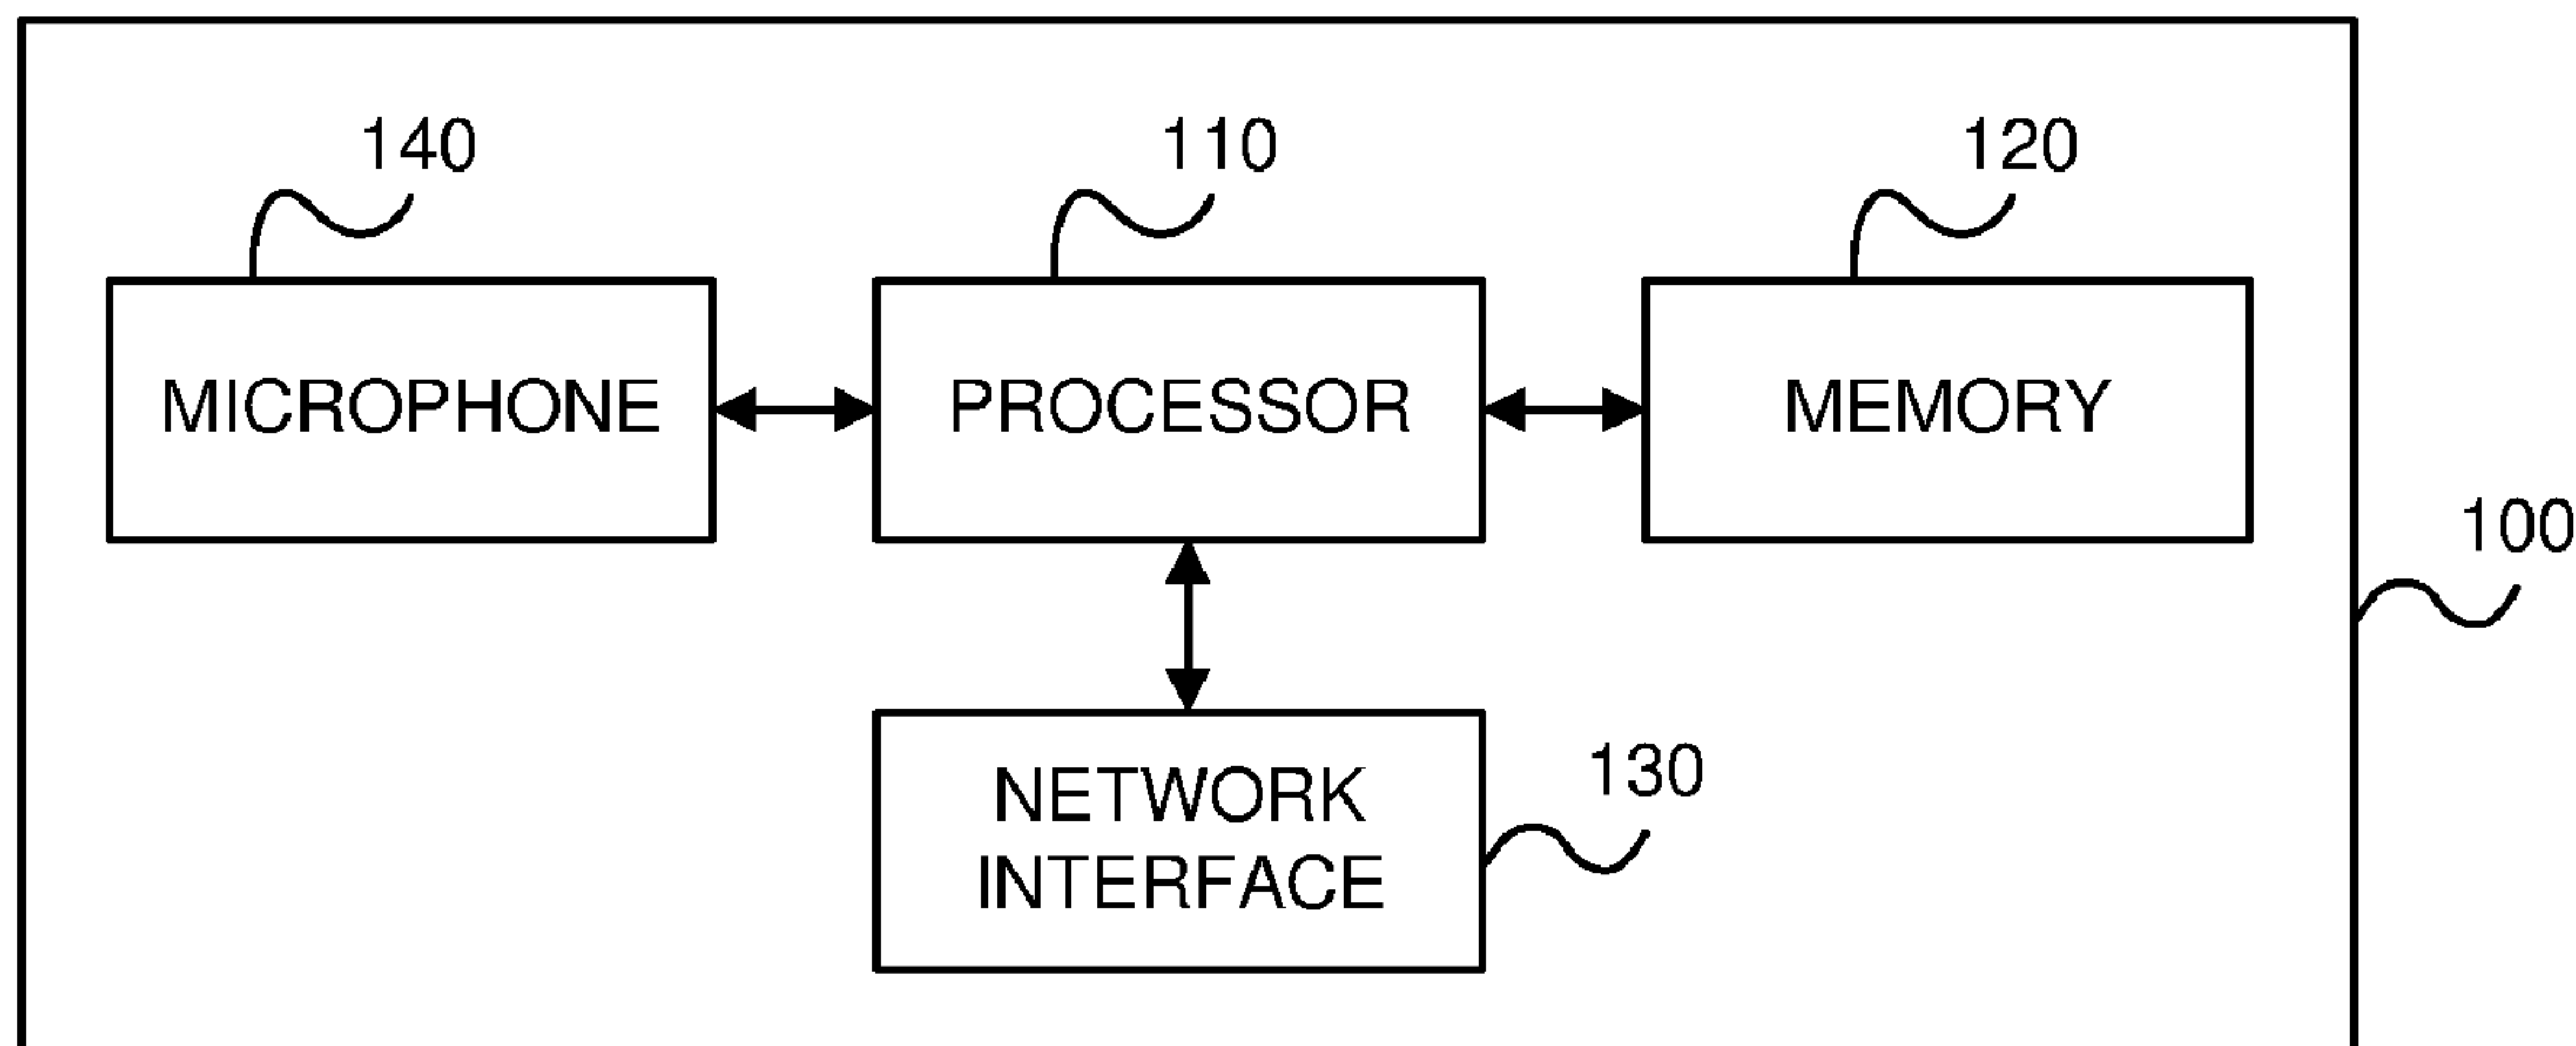 140
110
120
MICROPHONE
PROCESSOR
MEMORY
100
130
NETWORK
INTERFACE